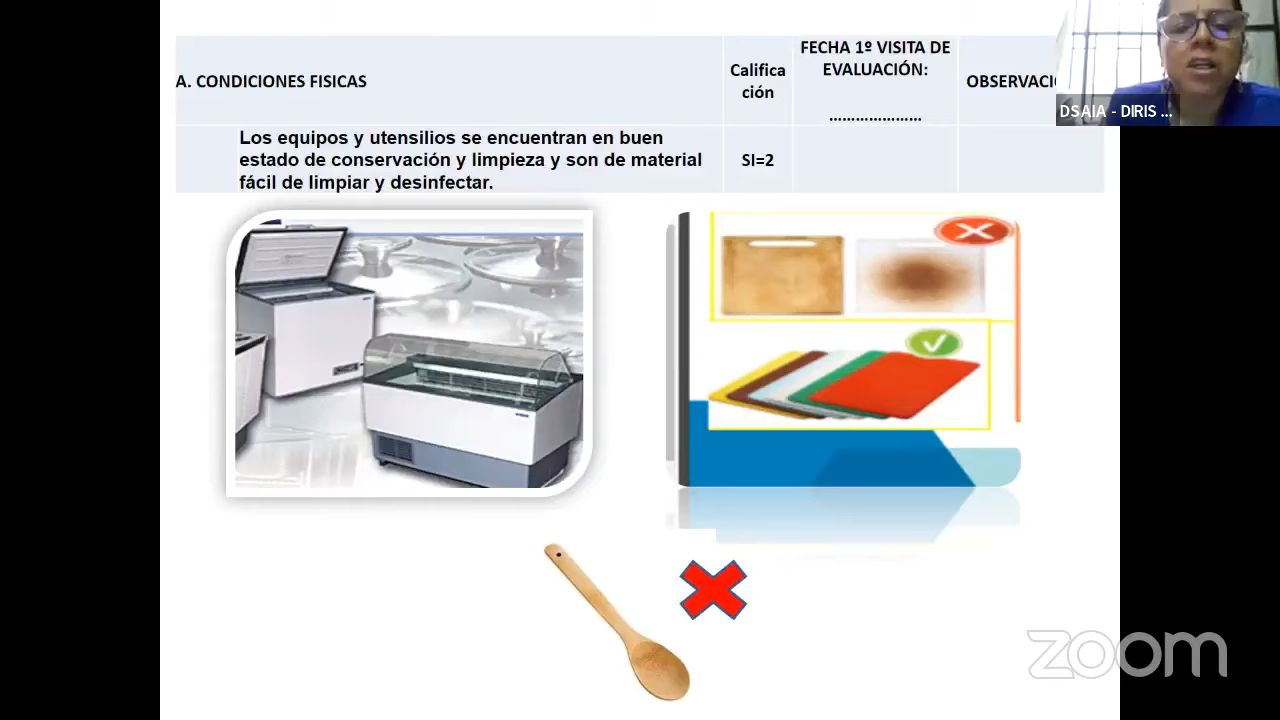 A. CONDICIONES FISICAS
Califica
ción
FECHA 1º VISITA DE
EVALUACIÓN:
.....................
OBSERVACI
Los equipos y utensilios se encuentran en buen
estado de conservación y limpieza y son de material
fácil de limpiar y desinfectar.
SI=2
DSAIA - DIRIS ...
zoom